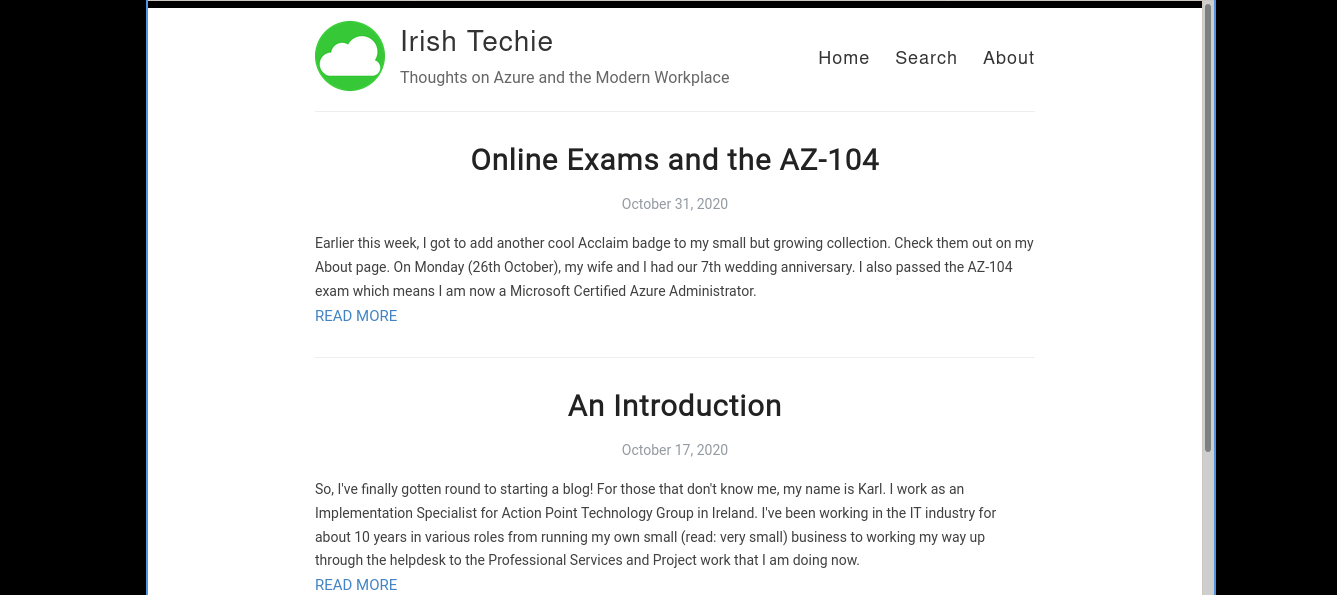 Irish Techie
Thoughts on Azure and the Modern Workplace
Home Search About
Online Exams and the AZ-104
October 31, 2020
Earlier this week, I got to add another cool Acclaim badge to my small but growing collection. Check them out on my
About page. On Monday (26th October), my wife and I had our 7th wedding anniversary. I also passed the AZ-104
exam which means I am now a Microsoft Certified Azure Administrator.
READ MORE
An Introduction
October 17, 2020
So, I've finally gotten round to starting a blog! For those that don't know me, my name is Karl. I work as an
Implementation Specialist for Action Point Technology Group in Ireland. I've been working in the IT industry for
about 10 years in various roles from running my own small (read: very small) business to working my way up
through the helpdesk to the Professional Services and Project work that I am doing now.
READ MORE